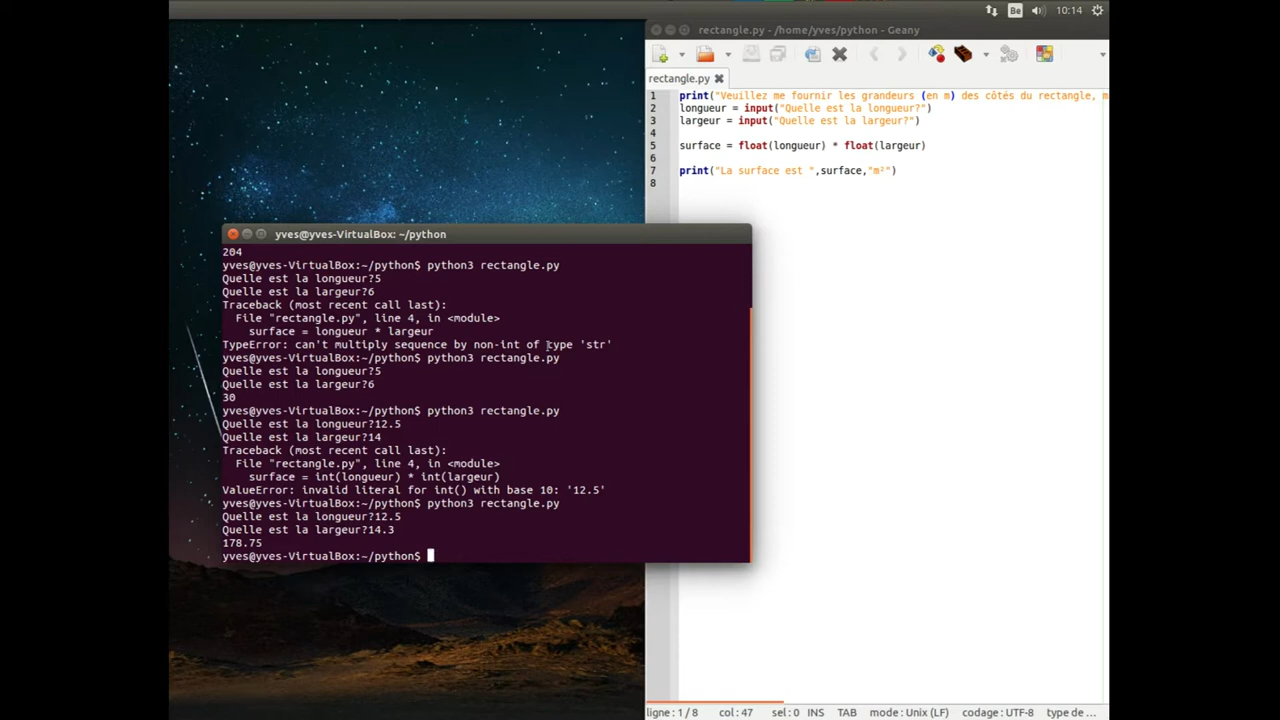 Be
10:14
rectangle.py - /home/yves/python - Geany
rectangle.py
1 print("Veuillez me fournir les grandeurs (en m) des côtés du rectangle, m
2 longueur = input("Quelle est la longueur?")
3 largeur = input("Quelle est la largeur?")
4
5 surface = float(longueur) * float(largeur)
6
7 print("La surface est ",surface,"m²")
8
yves@yves-VirtualBox: ~/python
204
yves@yves-VirtualBox:~/python$ python3 rectangle.py
Quelle est la longueur?5
Quelle est la largeur?6
Traceback (most recent call last):
File "rectangle.py", line 4, in <module>
surface = longueur * largeur
TypeError: can't multiply sequence by non-int of type 'str'
yves@yves-VirtualBox:~/python$ python3 rectangle.py
Quelle est la longueur?5
Quelle est la largeur?6
30
yves@yves-VirtualBox:~/python$ python3 rectangle.py
Quelle est la longueur?12.5
Quelle est la largeur?14
Traceback (most recent call last):
File "rectangle.py", line 4, in <module>
surface = int(longueur) * int(largeur)
ValueError: invalid literal for int() with base 10: '12.5'
yves@yves-VirtualBox:~/python$ python3 rectangle.py
Quelle est la longueur?12.5
Quelle est la largeur?14.3
178.75
yves@yves-VirtualBox:~/python$
ligne : 1 / 8 col : 47 sel : 0 INS TAB mode : Unix (LF) codage : UTF-8 type de ...